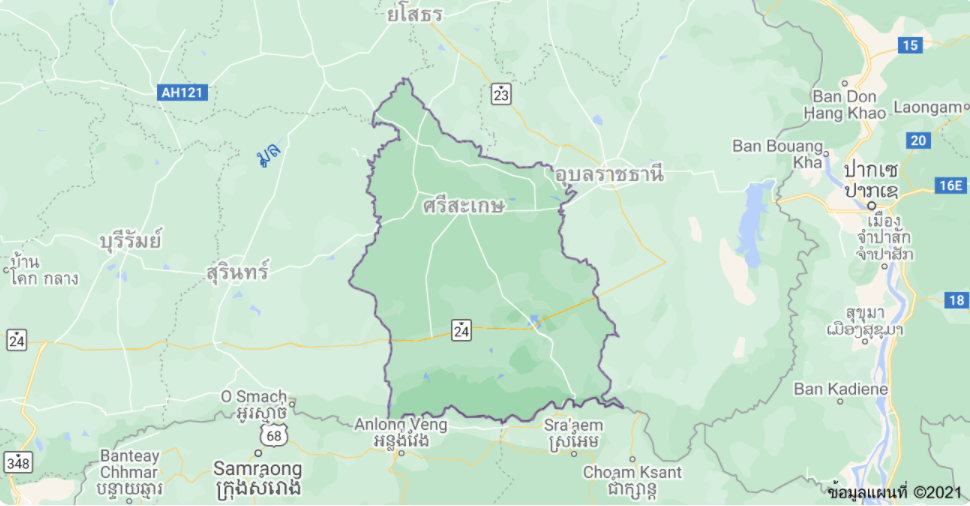 ยโสธร
15
AH121
23
Ban Don
Hang Khao
Laongam
มูล
20
Ban Bouang
Kha
ปากเซ
ປາກເຊ
อุบลราชธานี
16E
ศรีสะเกษ
เมือง
จำปาสัก
ຈຳປາສັກ
บุรีรัมย์
บ้าน
โคก กลาง
สุรินทร์
18
สุขุมา
ເມືອງສຸຂຸມາ
24
24
Ban Kadiene
O Smach
អូរស្មាច់
Anlong Veng
អន្លង់វែង
Sra'aem
ស្រអែម
68
Banteay
Chhmar
បន្ទាយឆ្មារ
348
Samraong
ក្រុងសំរោង
Choam Ksant
ជាំក្សាន្ត
ข้อมูลแผนที่ ©2021